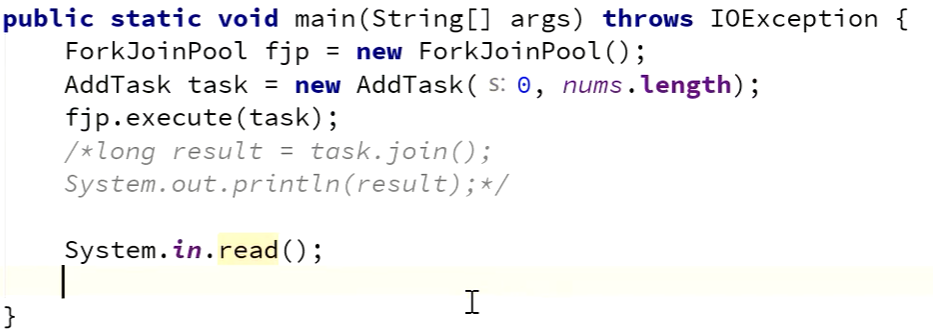 public static void main(String[] args) throws IOException {
    ForkJoinPool fjp = new ForkJoinPool();
    AddTask task = new AddTask( s: 0, nums.length);
    fjp.execute(task);
    /*long result = task.join();
    System.out.println(result);*/
    System.in.read();
}